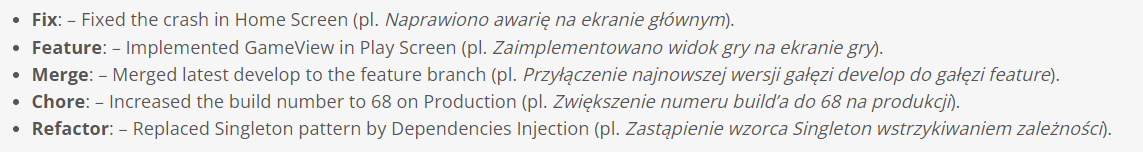 • Fix: – Fixed the crash in Home Screen (pl. Naprawiono awarię na ekranie głównym).
• Feature: – Implemented GameView in Play Screen (pl. Zaimplementowano widok gry na ekranie gry).
• Merge: – Merged latest develop to the feature branch (pl. Przyłączenie najnowszej wersji gałęzi develop do gałęzi feature).
• Chore: – Increased the build number to 68 on Production (pl. Zwiększenie numeru build’a do 68 na produkcji).
• Refactor: – Replaced Singleton pattern by Dependencies Injection (pl. Zastąpienie wzorca Singleton wstrzykiwaniem zależności).